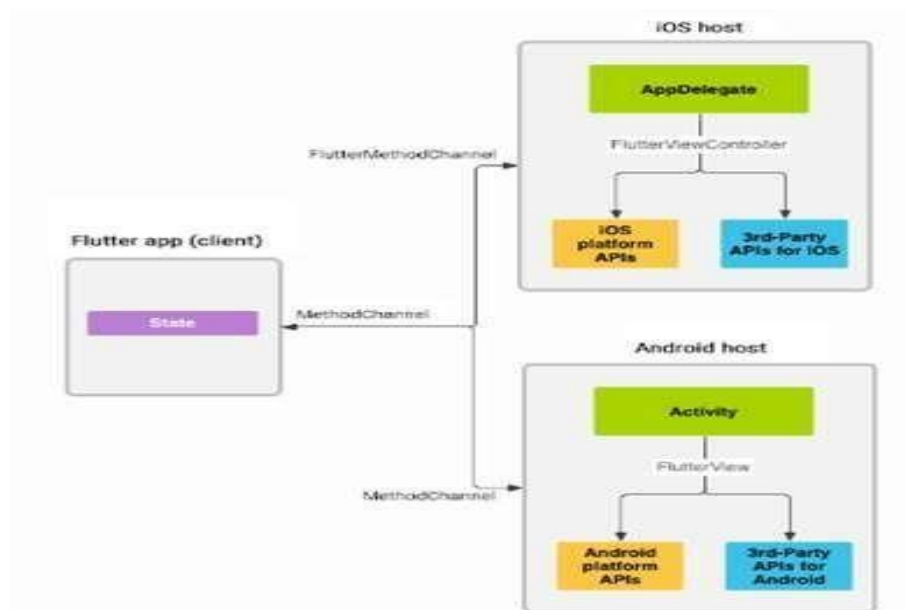 iOS host
AppDelegate
FlutterViewController
FlutterMethodChannel
iOS
platform
APIs
3rd-Party
APIs for iOS
Flutter app (client)
State
MethodChannel
Android host
Activity
FlutterView
MethodChannel
Android
platform
APIs
3rd-Party
APIs for
Android